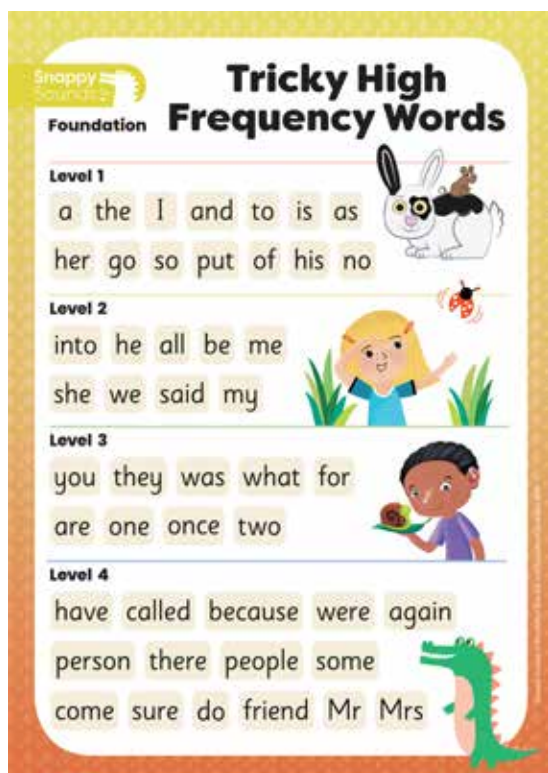 Snappy
Sounds
Foundation
Tricky High
Frequency Words
Level 1
a the I and to is as
her go so put of his no
Level 2
into he all be me
she we said my
Level 3
you they was what for
are one once two
Level 4
have called because were again
person there people some
come sure do friend Mr Mrs